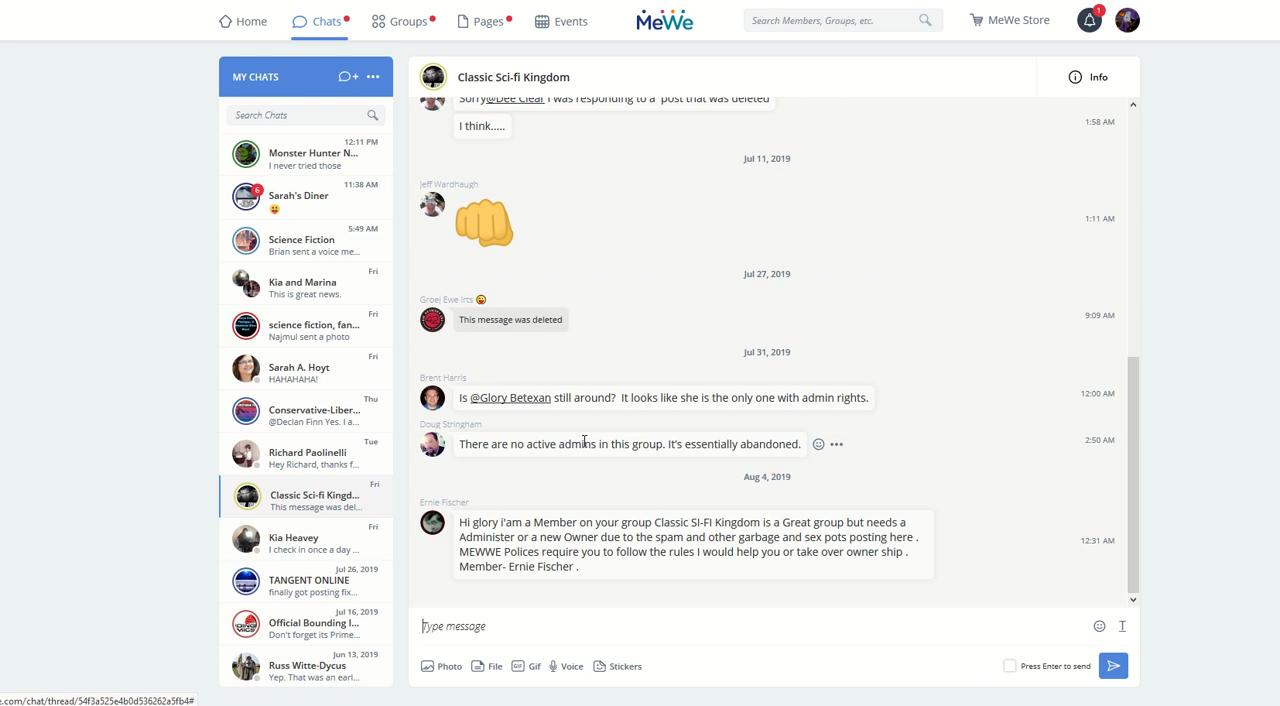 Home
Chats
Groups
Pages
Events
MeWe
Search Members, Groups, etc.
MeWe Store
1
MY CHATS
Search Chats
12:11 PM
Monster Hunter N...
I never tried those
11:38 AM
6
Sarah's Diner
5:49 AM
Science Fiction
Brian sent a voice me...
Fri
Kia and Marina
This is great news.
Fri
science fiction, fan...
Najmul sent a photo
Fri
Sarah A. Hoyt
HAHAHAHA!
Thu
Conservative-Liber...
@Declan Finn Yes. I a...
Tue
Richard Paolinelli
Hey Richard, thanks f...
Fri
Classic Sci-fi Kingd...
This message was del...
Fri
Kia Heavey
I check in once a day ...
Jul 26, 2019
TANGENT ONLINE
finally got posting fix...
Jul 16, 2019
Official Bounding I...
Don't forget its Prime...
Jun 13, 2019
Russ Witte-Dycus
Yep. That was an earl...
Classic Sci-fi Kingdom
Info
Sorry@Dee Clear I was responding to a post that was deleted
I think.....
1:58 AM
Jul 11, 2019
Jeff Wardhaugh
1:11 AM
Jul 27, 2019
Groej Ewe Irts
This message was deleted
9:09 AM
Jul 31, 2019
Brent Harris
Is @Glory Betexan still around? It looks like she is the only one with admin rights.
12:00 AM
Doug Stringham
There are no active admins in this group. It's essentially abandoned.
2:50 AM
Aug 4, 2019
Ernie Fischer
Hi glory i'am a Member on your group Classic SI-FI Kingdom is a Great group but needs a
Administer or a new Owner due to the spam and other garbage and sex pots posting here .
MEWWE Polices require you to follow the rules I would help you or take over owner ship .
Member- Ernie Fischer .
12:31 AM
Type message
Photo
File
GIF
Gif
Voice
Stickers
Press Enter to send
e.com/chat/thread/54f3a525e4b0d536262a5fb4#